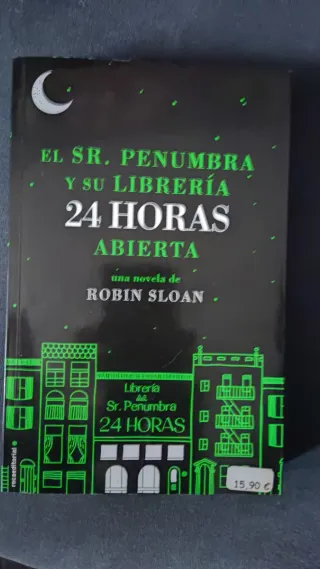 EL SR. PENUMBRA
Y SU LIBRERÍA
24 HORAS
ABIERTA
una novela de
ROBIN SLOAN
Librería
del
Sr. Penumbra
24 HORAS
rocaeditorial
15,90 €